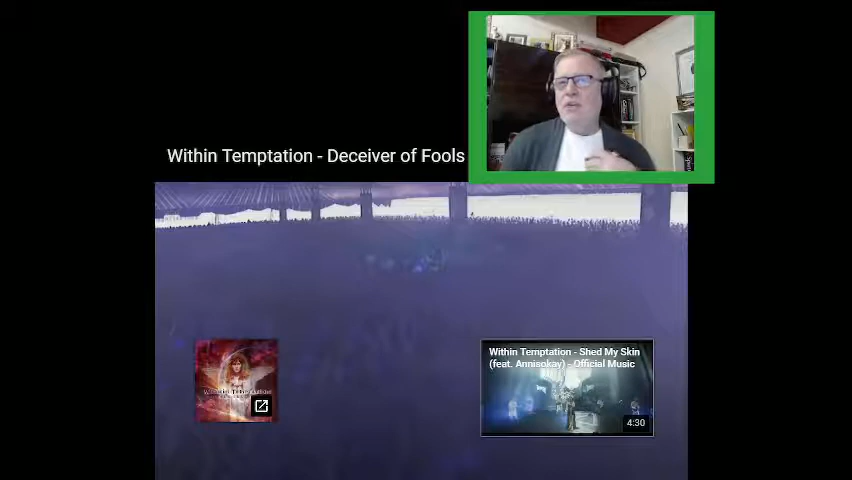 Within Temptation - Deceiver of Fools
Within Temptation - Shed My Skin
(feat. Annisokay) - Official Music
4:30